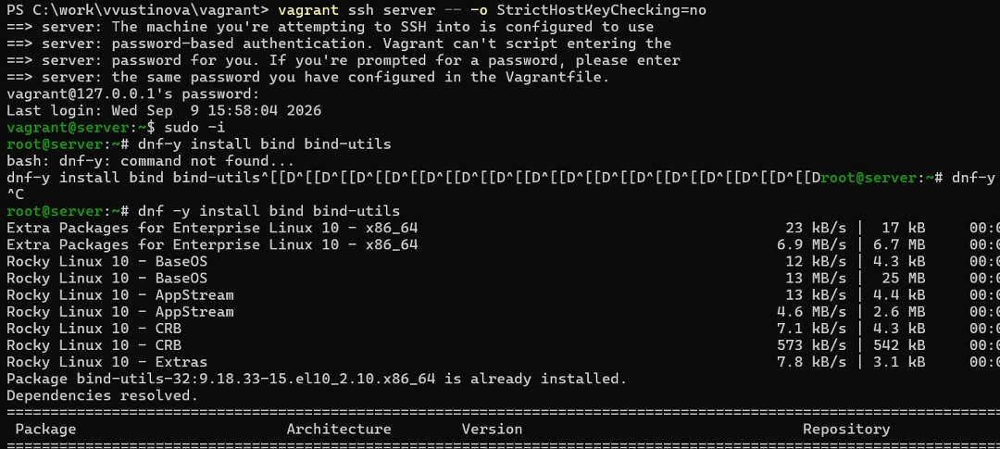 PS C:\work\vvustinova\vagrant> vagrant ssh server -- -o StrictHostKeyChecking=no
==> server: The machine you're attempting to SSH into is configured to use
==> server: password-based authentication. Vagrant can't script entering the
==> server: password for you. If you're prompted for a password, please enter
==> server: the same password you have configured in the Vagrantfile.
vagrant@127.0.0.1's password:
Last login: Wed Sep  9 15:58:04 2026
vagrant@server:~$ sudo -i
root@server:~# dnf-y install bind bind-utils
bash: dnf-y: command not found...
dnf-y install bind bind-utils^[[D^[[D^[[D^[[D^[[D^[[D^[[D^[[D^[[D^[[D^[[D^[[D^[[D^[[D^[[D^[[D^[[Droot@server:~# dnf-y
^C
root@server:~# dnf -y install bind bind-utils
Extra Packages for Enterprise Linux 10 - x86_64 23 kB/s | 17 kB 00:0
Extra Packages for Enterprise Linux 10 - x86_64 6.9 MB/s | 6.7 MB 00:0
Rocky Linux 10 - BaseOS 12 kB/s | 4.3 kB 00:0
Rocky Linux 10 - BaseOS 13 MB/s | 25 MB 00:0
Rocky Linux 10 - AppStream 13 kB/s | 4.4 kB 00:0
Rocky Linux 10 - AppStream 4.6 MB/s | 2.6 MB 00:0
Rocky Linux 10 - CRB 7.1 kB/s | 4.3 kB 00:0
Rocky Linux 10 - CRB 573 kB/s | 542 kB 00:0
Rocky Linux 10 - Extras 7.8 kB/s | 3.1 kB 00:0
Package bind-utils-32:9.18.33-15.el10_2.10.x86_64 is already installed.
Dependencies resolved.
================================================================================
Package Architecture Version Repository
================================================================================